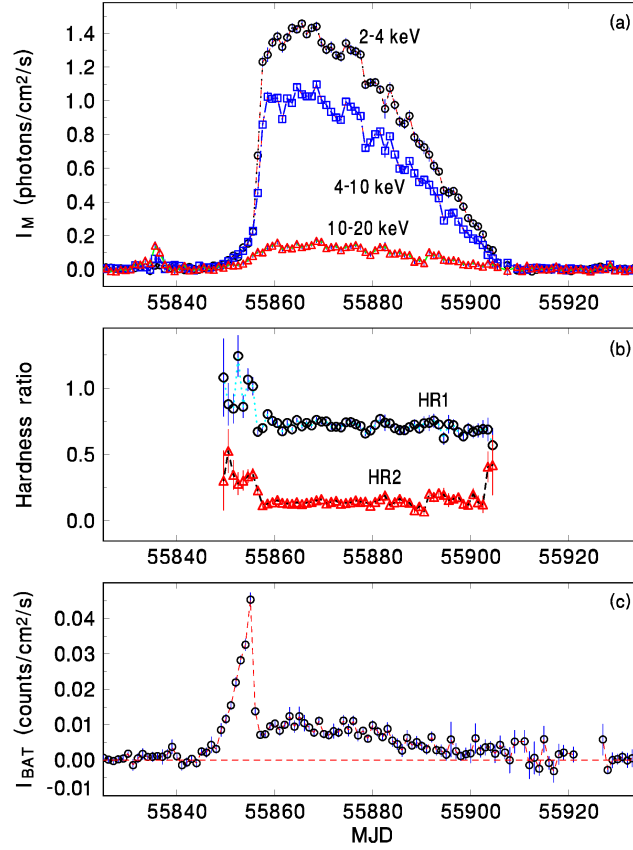 (a)
2-4 keV
4-10 keV
10-20 keV
I_M (photons/cm²/s)
1.4
1.2
1.0
0.8
0.6
0.4
0.2
0.0
55840 55860 55880 55900 55920
(b)
HR1
HR2
Hardness ratio
1.0
0.5
0.0
55840 55860 55880 55900 55920
(c)
I_BAT (counts/cm²/s)
0.04
0.03
0.02
0.01
0.00
-0.01
55840 55860 55880 55900 55920
MJD